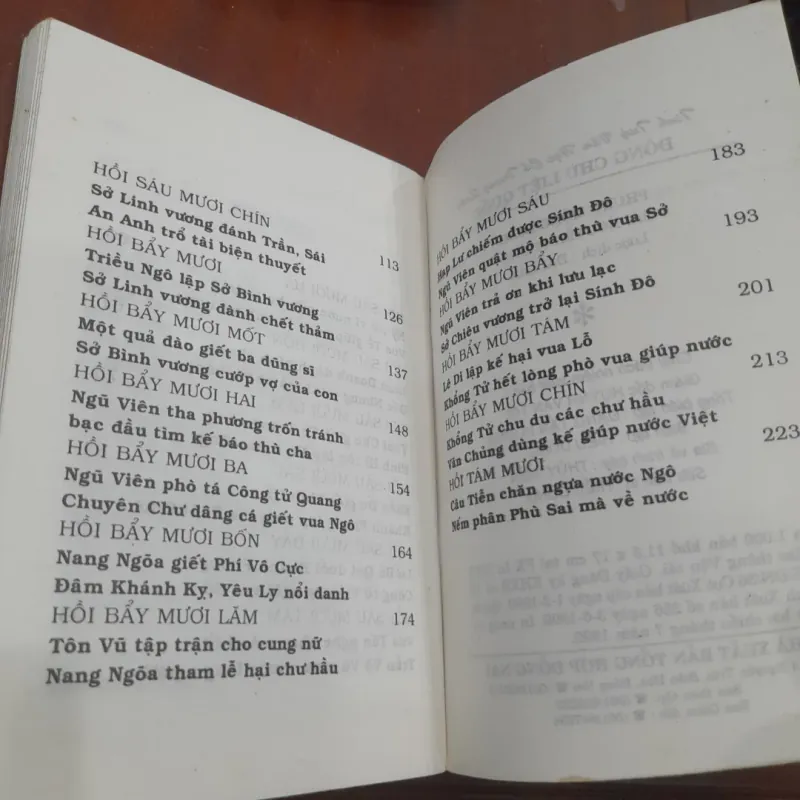 HỒI SÁU MƯƠI CHÍN
Sở Linh vương đánh Trần, Sái
An Anh trổ tài biện thuyết 113
HỒI BẨY MƯƠI
Triều Ngô lập Sở Bình vương
Sở Linh vương đành chết thảm 126
HỒI BẨY MƯƠI MỐT
Một quả đào giết ba dũng sĩ
Sở Bình vương cướp vợ của con 137
HỒI BẨY MƯƠI HAI
Ngũ Viên tha phương trốn tránh
bạc đầu tìm kế báo thù cha 148
HỒI BẨY MƯƠI BA
Ngũ Viên phò tá Công tử Quang
Chuyên Chư dâng cá giết vua Ngô 154
HỒI BẨY MƯƠI BỐN
Nang Ngõa giết Phí Vô Cực 164
Đâm Khánh Kỵ, Yêu Ly nổi danh
HỒI BẨY MƯƠI LĂM 174
Tôn Vũ tập trận cho cung nữ
Nang Ngõa tham lễ hại chư hầu
183
HỒI BẨY MƯƠI SÁU
Hạp Lư chiếm được Sính Đô
Ngũ Viên quật mộ báo thù vua Sở 193
HỒI BẨY MƯƠI BẨY
Ngũ Viên trả ơn khi lưu lạc
Sở Chiêu vương trở lại Sính Đô 201
HỒI BẨY MƯƠI TÁM
Lê Di lập kế hại vua Lỗ
Khổng Tử hết lòng phò vua giúp nước 213
HỒI BẨY MƯƠI CHÍN
Khổng Tử chu du các chư hầu
Văn Chủng dùng kế giúp nước Việt 223
HỒI TÁM MƯƠI
Câu Tiễn chăn ngựa nước Ngô
Nếm phân Phù Sai mà về nước